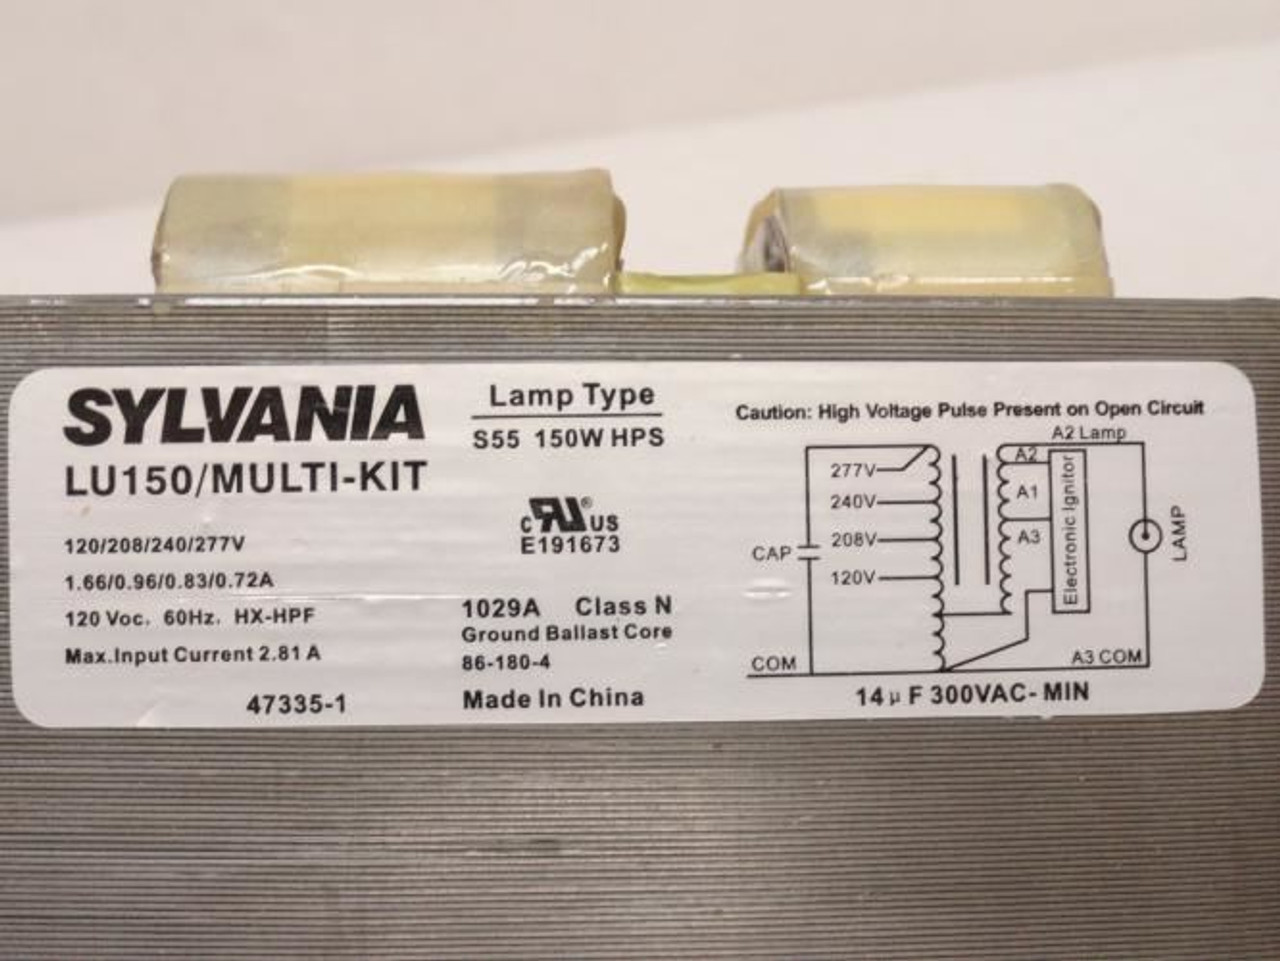 SYLVANIA
LU150/MULTI-KIT
120/208/240/277V
1.66/0.96/0.83/0.72A
120 Voc. 60Hz. HX-HPF
Max.Input Current 2.81 A
47335-1
Lamp Type
S55 150W HPS
c RU ® US
E191673
1029A Class N
Ground Ballast Core
86-180-4
Made In China
Caution: High Voltage Pulse Present on Open Circuit
A2 Lamp
277V
240V
208V
120V
CAP
COM
A2
A1
A3
Electronic Ignitor
LAMP
A3 COM
14μF 300VAC-MIN